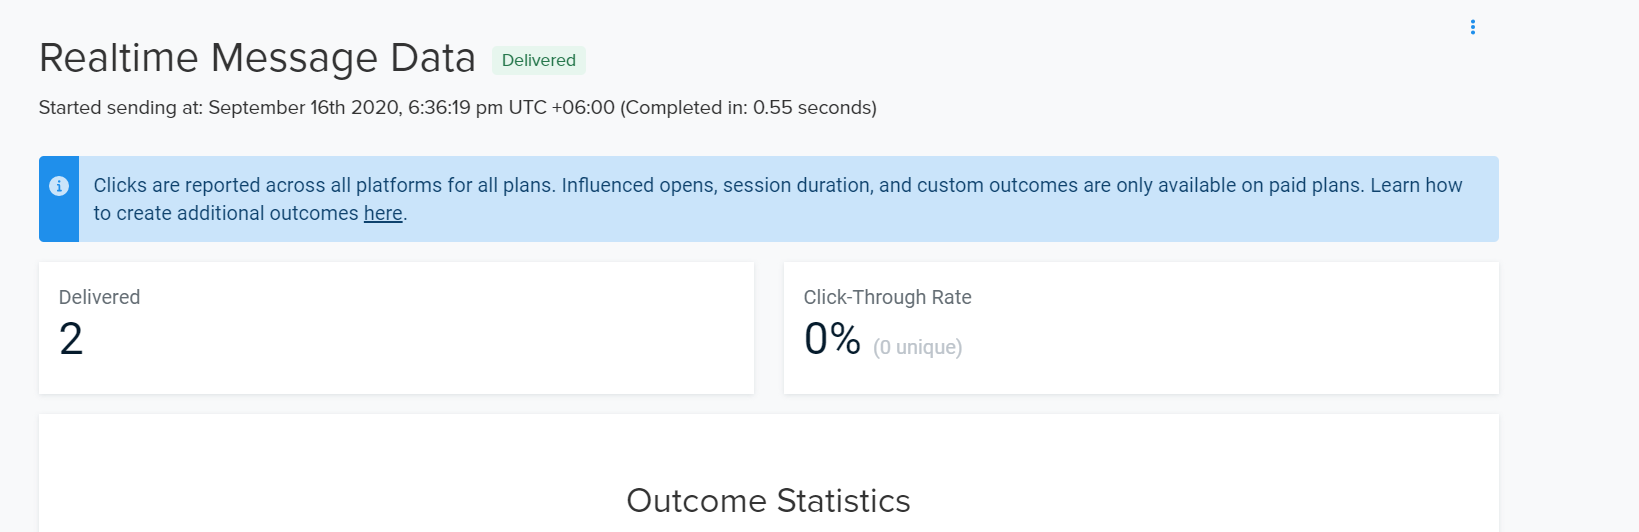 Realtime Message Data Delivered
Started sending at: September 16th 2020, 6:36:19 pm UTC +06:00 (Completed in: 0.55 seconds)
Clicks are reported across all platforms for all plans. Influenced opens, session duration, and custom outcomes are only available on paid plans. Learn how
to create additional outcomes here.
Delivered
2
Click-Through Rate
0% (0 unique)
Outcome Statistics